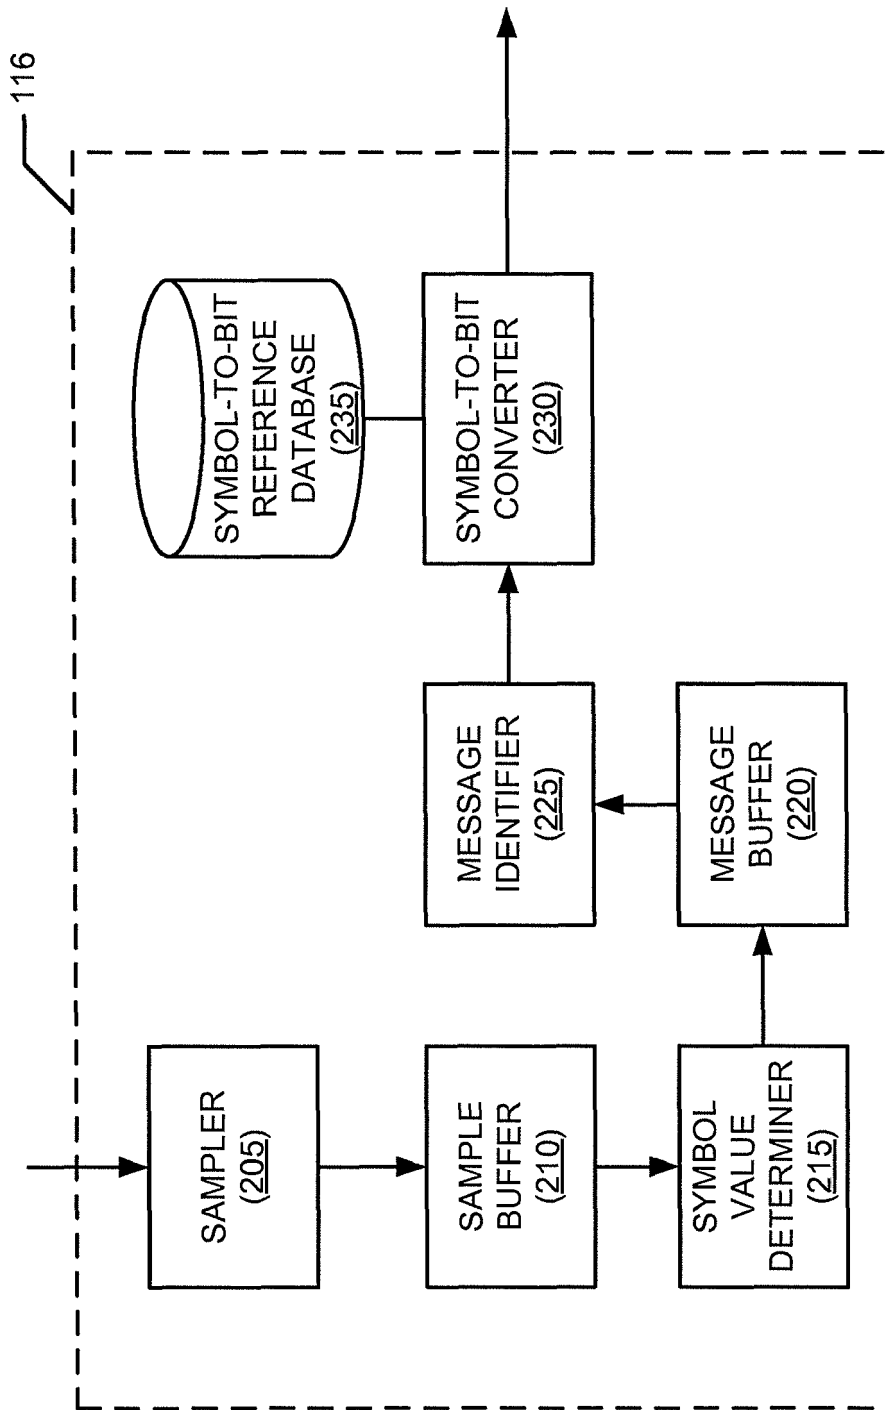 116
SAMPLER
(205)
SAMPLE
BUFFER
(210)
SYMBOL
VALUE
DETERMINER
(215)
MESSAGE
BUFFER
(220)
MESSAGE
IDENTIFIER
(225)
SYMBOL-TO-BIT
CONVERTER
(230)
SYMBOL-TO-BIT
REFERENCE
DATABASE
(235)